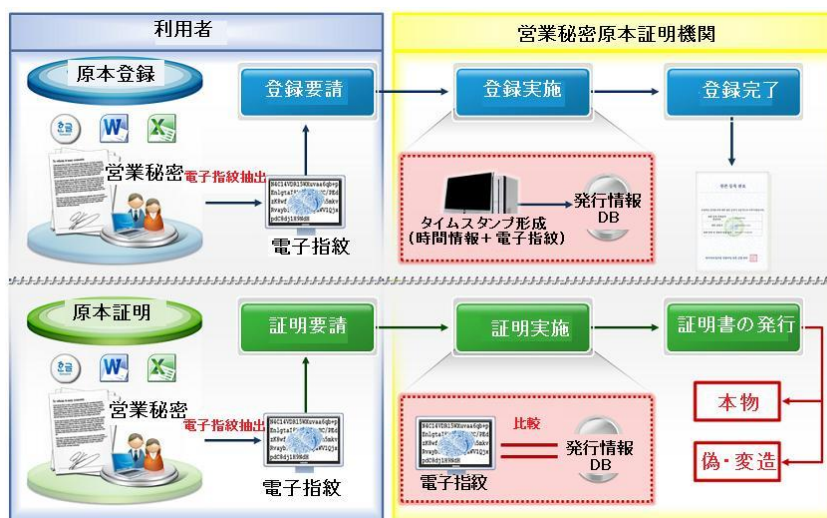 利用者
営業秘密原本証明機関
原本登録
登録要請
登録実施
登録完了
한글
W
X
営業秘密
電子指紋抽出
電子指紋
タイムスタンプ形成
(時間情報＋電子指紋)
発行情報
DB
原本証明
証明要請
証明実施
証明書の発行
한글
W
X
営業秘密
電子指紋抽出
電子指紋
電子指紋
比較
発行情報
DB
本物
偽・変造